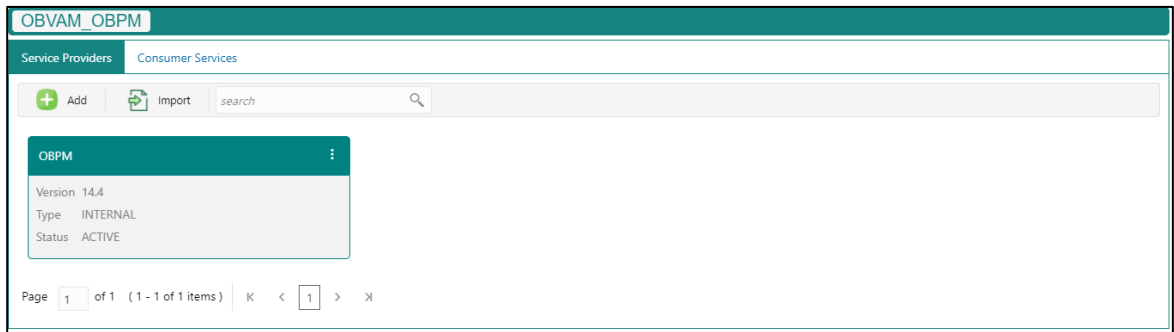 OBVAM_OBPM
Service Providers Consumer Services
Add Import search
OBPM
Version 14.4
Type INTERNAL
Status ACTIVE
Page 1 of 1 (1 - 1 of 1 items) K < 1 > >|